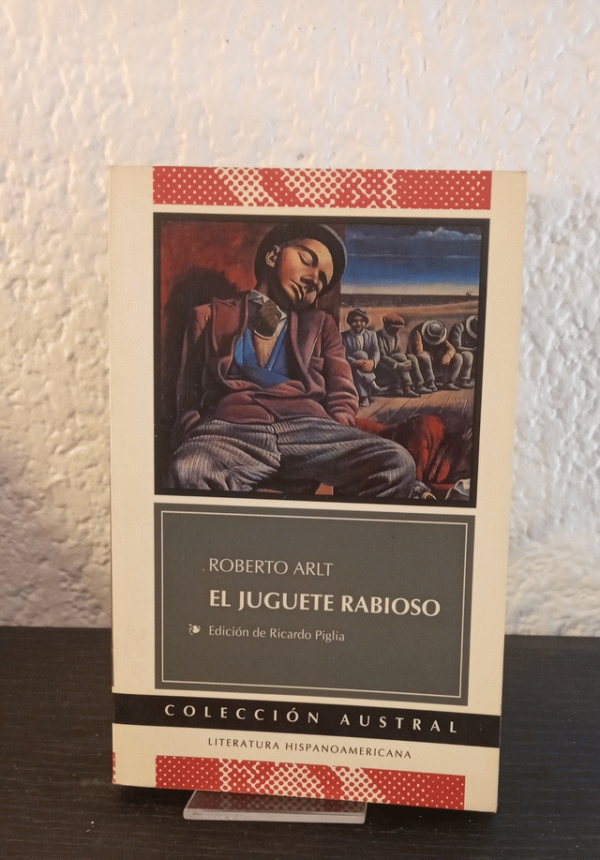 ROBERTO ARLT
EL JUGUETE RABIOSO
Edición de Ricardo Piglia
COLECCIÓN AUSTRAL
LITERATURA HISPANOAMERICANA